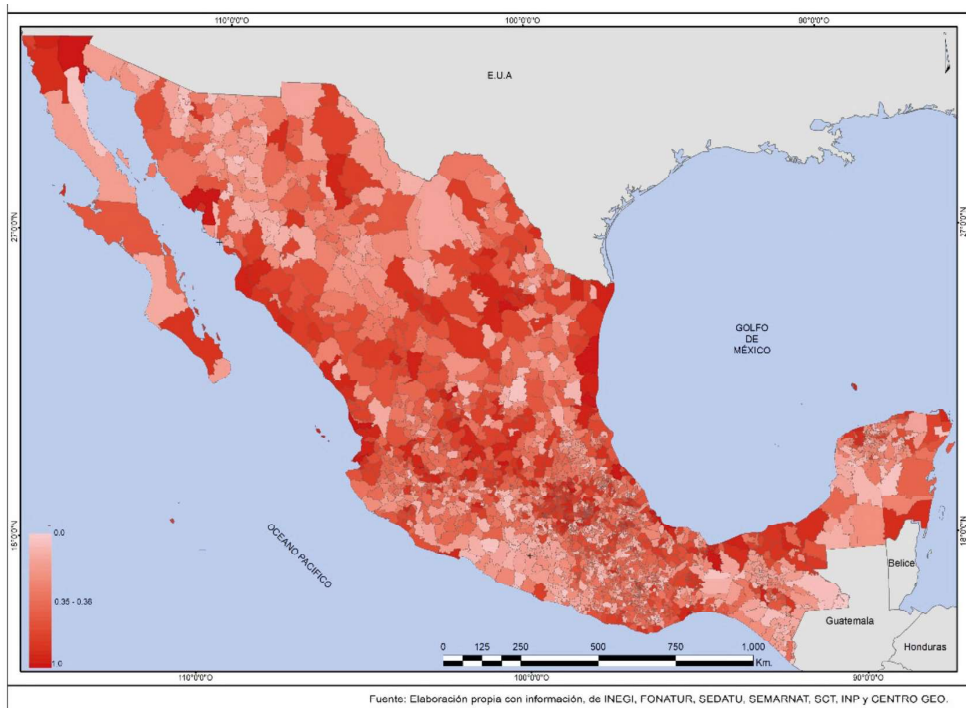 110°0'0"O
100°0'0"O
90°0'0"O
E.U.A
27°0'0"N
27°0'0"N
GOLFO
DE
MÉXICO
0.0
0.35 - 0.36
1.0
18°0'0"N
18°0'0"N
OCEANO PACIFICO
Belice
Guatemala
Honduras
0 125 250 500 750 1,000
Km.
110°0'0"O
100°0'0"O
90°0'0"O
Fuente: Elaboración propia con información, de INEGI, FONATUR, SEDATU, SEMARNAT, SCT, INP y CENTRO GEO.